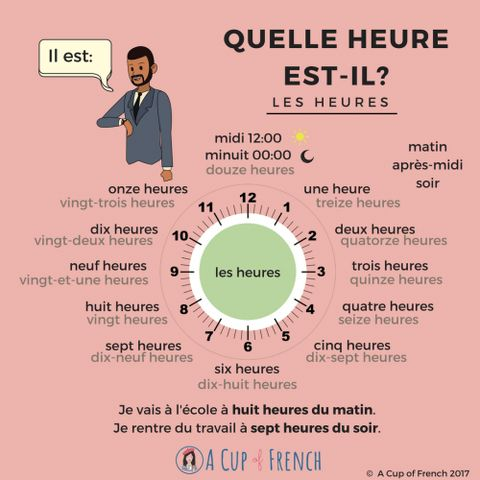 QUELLE HEURE
EST-IL?
LES HEURES
Il est:
midi 12:00
minuit 00:00
douze heures
matin
après-midi
soir
onze heures
vingt-trois heures
une heure
treize heures
dix heures
vingt-deux heures
deux heures
quatorze heures
neuf heures
vingt-et-une heures
trois heures
quinze heures
huit heures
vingt heures
quatre heures
seize heures
sept heures
dix-neuf heures
cinq heures
dix-sept heures
six heures
dix-huit heures
12
1
2
3
4
5
6
7
8
9
10
11
les heures
Je vais à l'école à huit heures du matin.
Je rentre du travail à sept heures du soir.
A CUP of FRENCH
© A Cup of French 2017